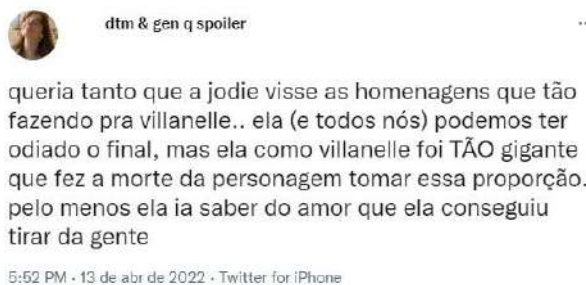 dtm & gen q spoiler
queria tanto que a jodie visse as homenagens que tão
fazendo pra villanelle.. ela (e todos nós) podemos ter
odiado o final, mas ela como villanelle foi TÃO gigante
que fez a morte da personagem tomar essa proporção.
pelo menos ela ia saber do amor que ela conseguiu
tirar da gente
5:52 PM · 13 de abr de 2022 · Twitter for iPhone